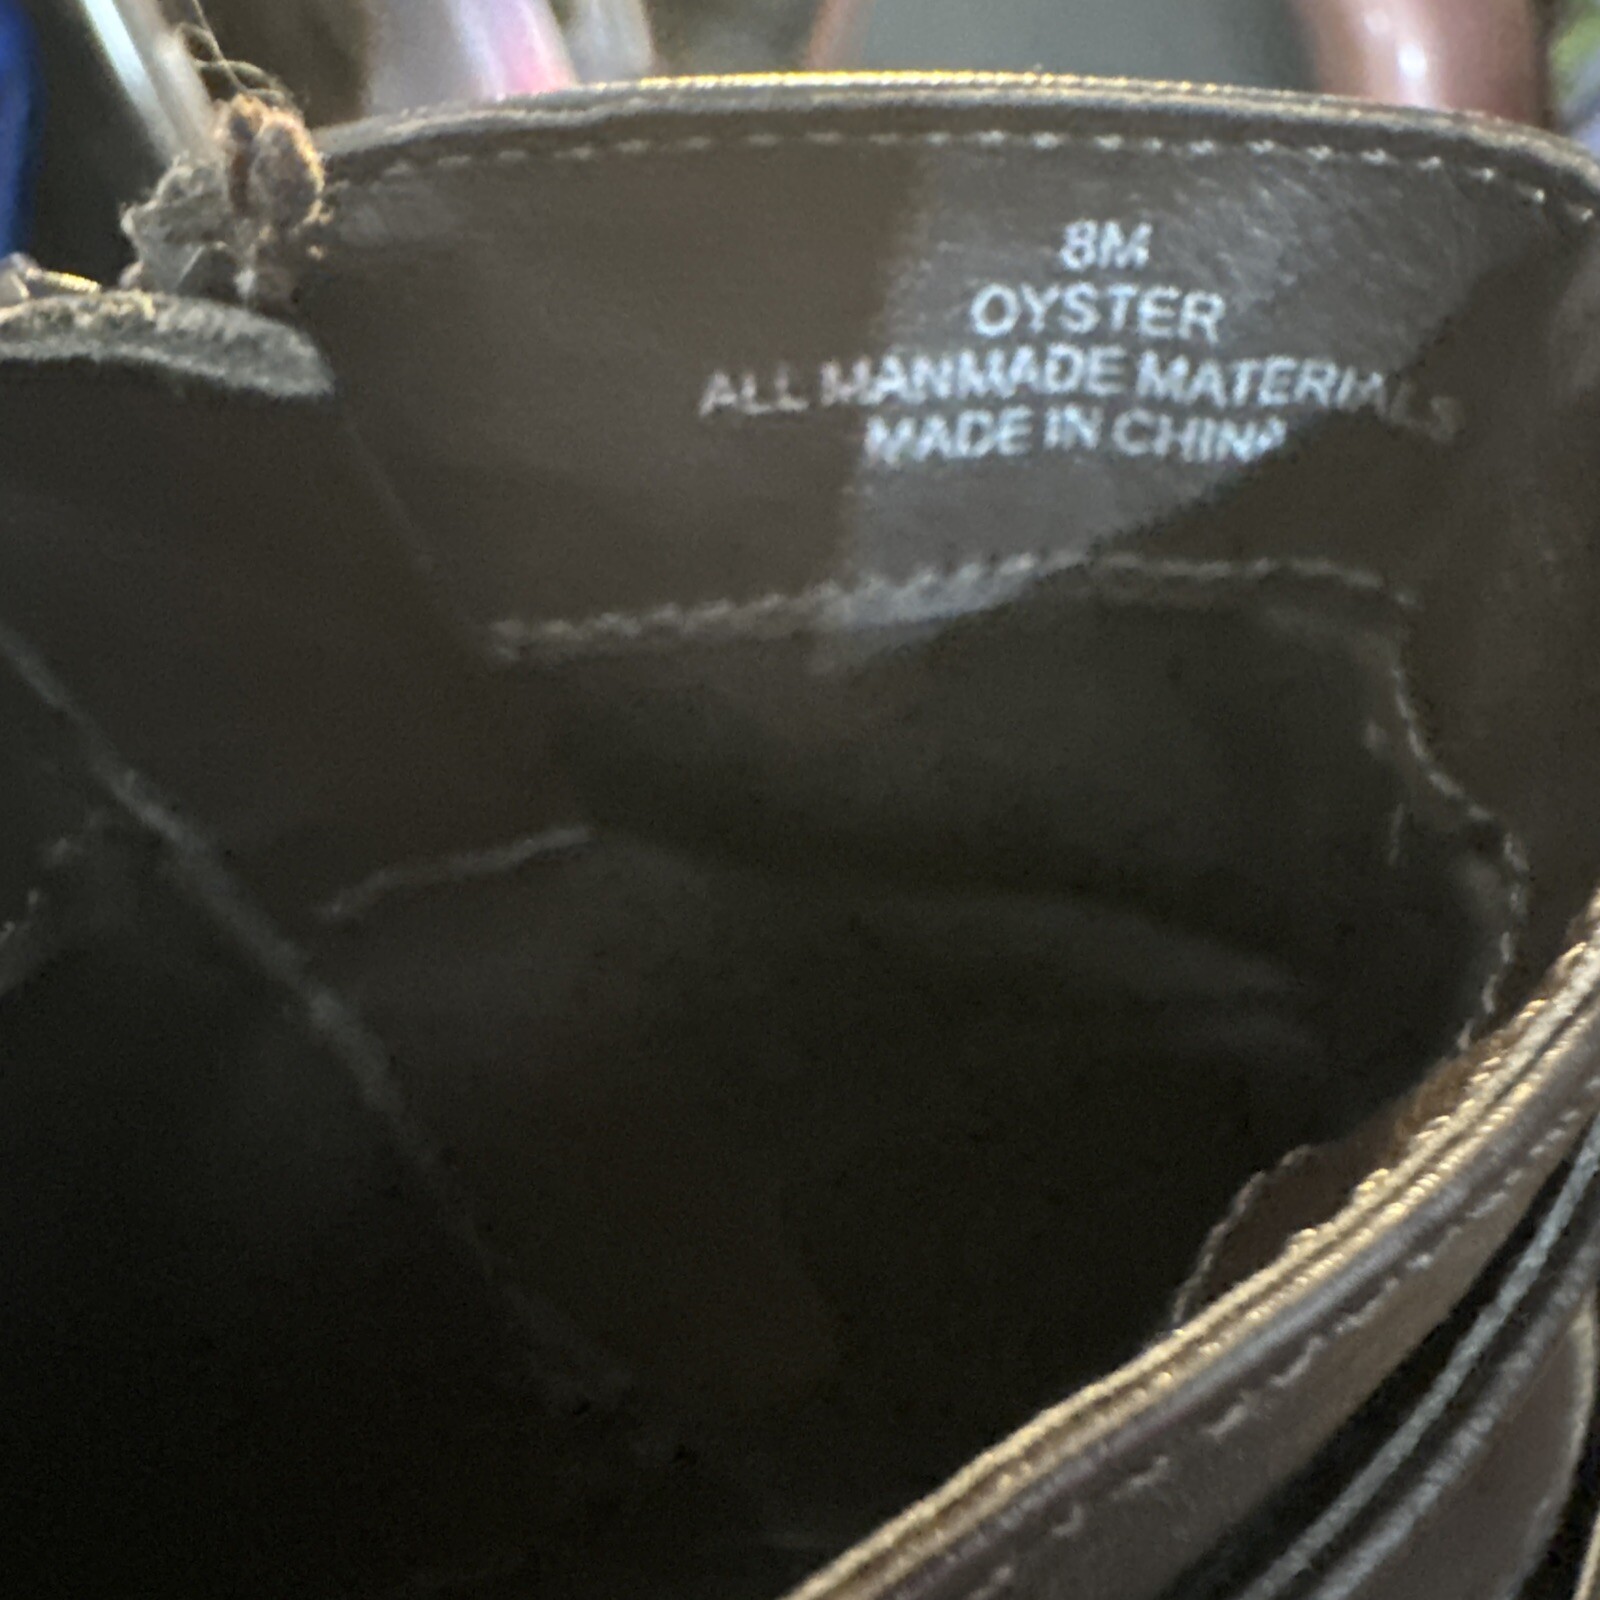 8M
OYSTER
ALL MANMADE MATERIALS
MADE IN CHINA